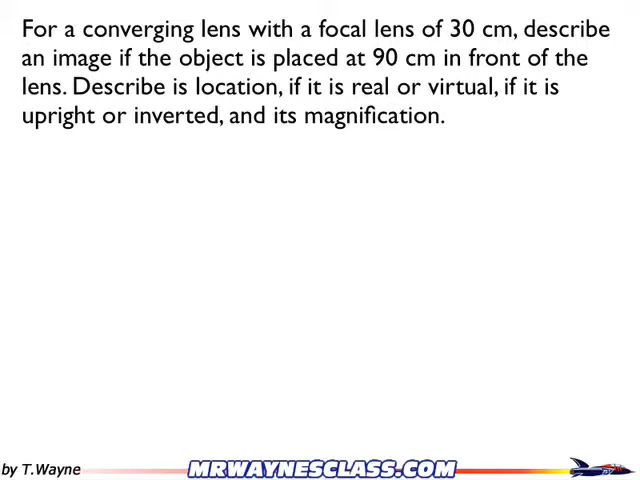 For a converging lens with a focal lens of 30 cm, describe
an image if the object is placed at 90 cm in front of the
lens. Describe is location, if it is real or virtual, if it is
upright or inverted, and its magnification.
by T.Wayne
MRWAYNESCLASS.COM